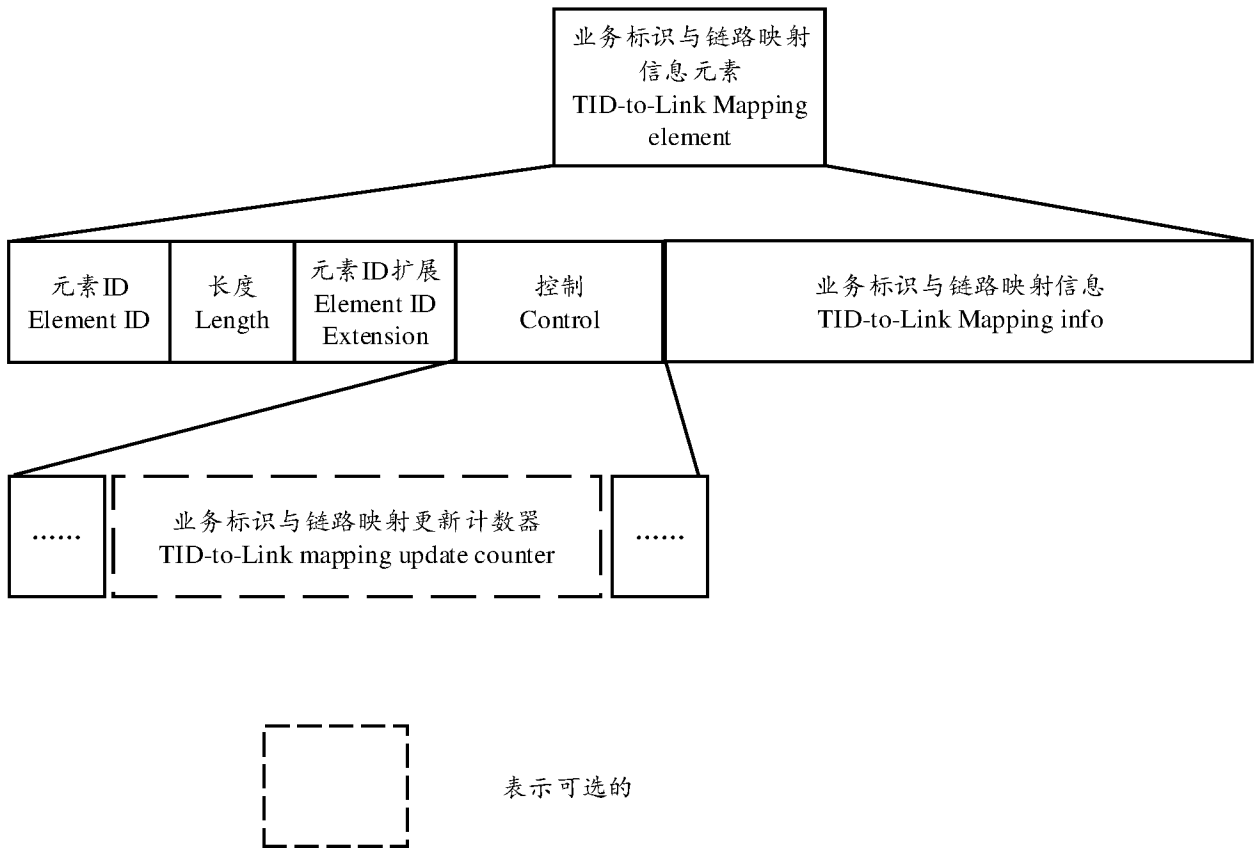 业务标识与链路映射
信息元素
TID-to-Link Mapping
element
元素ID
Element ID
长度
Length
元素ID扩展
Element ID
Extension
控制
Control
业务标识与链路映射信息
TID-to-Link Mapping info
......
业务标识与链路映射更新计数器
TID-to-Link mapping update counter
......
表示可选的